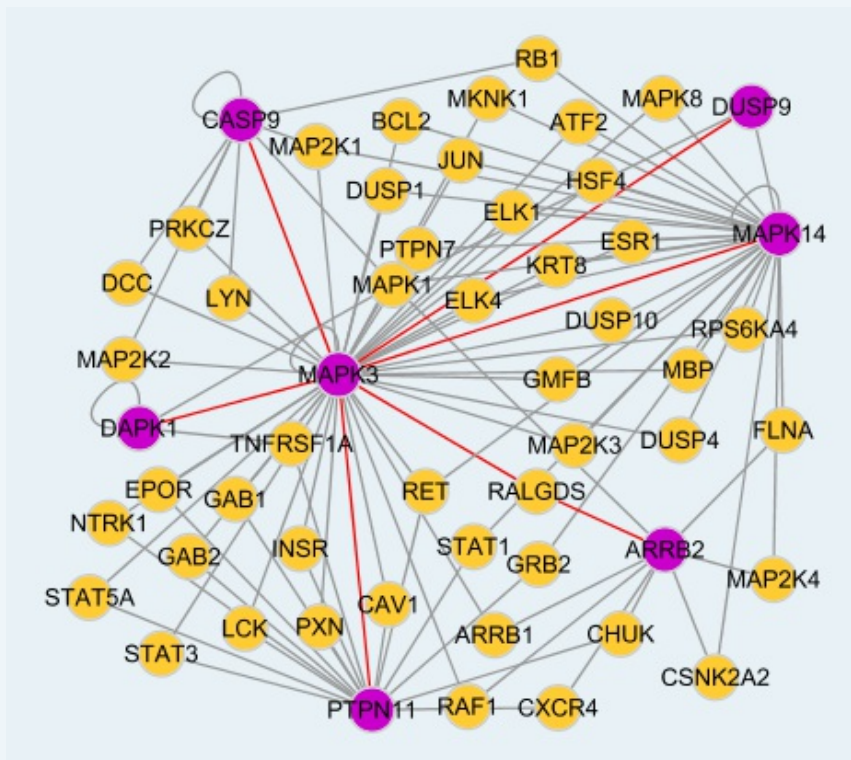 RB1
MKNK1
MAPK8
DUSP9
CASP9
BCL2
ATF2
MAP2K1
JUN
HSF4
DUSP1
ELK1
PRKCZ
PTPN7
ESR1
MAPK14
DCC
LYN
MAPK1
KRT8
ELK4
DUSP10
RPS6KA4
MAP2K2
MAPK3
GMFB
MBP
DAPK1
TNFRSF1A
MAP2K3
DUSP4
FLNA
EPOR
GAB1
RET
RALGDS
NTRK1
GAB2
INSR
STAT1
GRB2
ARRB2
MAP2K4
STAT5A
LCK
PXN
CAV1
ARRB1
CHUK
STAT3
CSNK2A2
PTPN11
RAF1
CXCR4